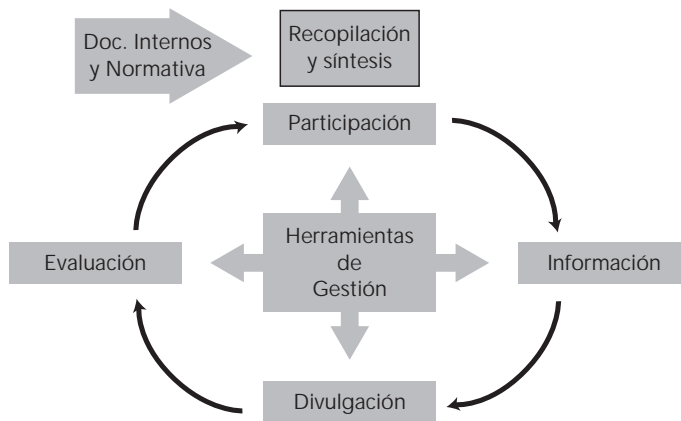 Doc. Internos
y Normativa
Recopilación
y síntesis
Participación
Herramientas
de
Gestión
Evaluación
Información
Divulgación